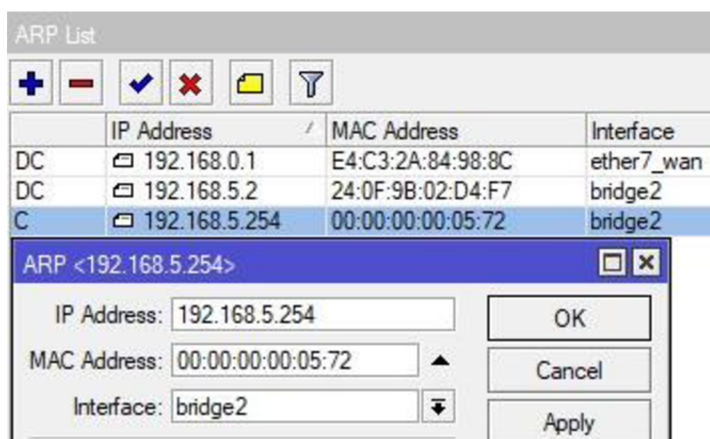 ARP List
IP Address / MAC Address Interface
DC 192.168.0.1 E4:C3:2A:84:98:8C ether7_wan
DC 192.168.5.2 24:0F:9B:02:D4:F7 bridge2
C 192.168.5.254 00:00:00:00:05:72 bridge2
ARP <192.168.5.254>
IP Address: 192.168.5.254 OK
MAC Address: 00:00:00:00:05:72 Cancel
Interface: bridge2 Apply